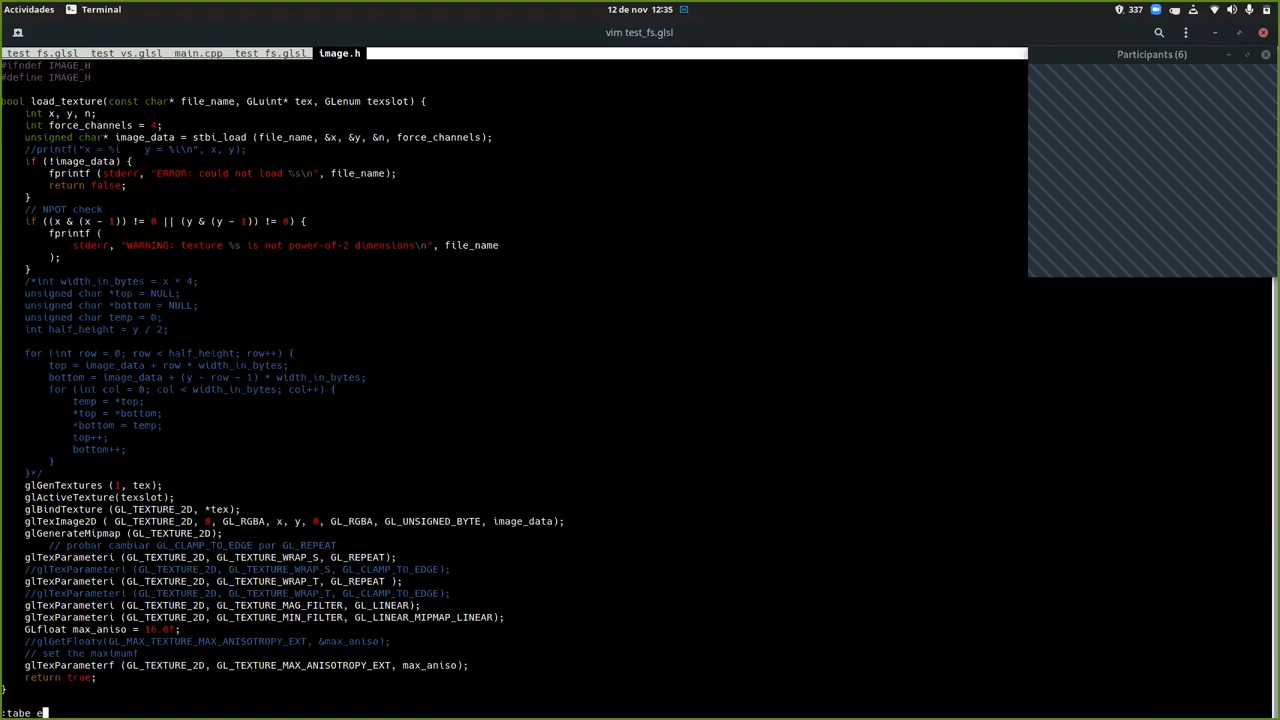 Actividades Terminal 12 de nov 12:35 337
vim test_fs.glsl
test_fs.glsl test_vs.glsl main.cpp test_fs.glsl image.h
Participants (6)
#ifndef IMAGE_H
#define IMAGE_H
bool load_texture(const char* file_name, GLuint* tex, GLenum texslot) {
int x, y, n;
int force_channels = 4;
unsigned char* image_data = stbi_load (file_name, &x, &y, &n, force_channels);
//printf("x = %i    y = %i\n", x, y);
if (!image_data) {
fprintf (stderr, "ERROR: could not load %s\n", file_name);
return false;
}
// NPOT check
if ((x & (x - 1)) != 0 || (y & (y - 1)) != 0) {
fprintf (
stderr, "WARNING: texture %s is not power-of-2 dimensions\n", file_name
);
}
/*int width_in_bytes = x * 4;
unsigned char *top = NULL;
unsigned char *bottom = NULL;
unsigned char temp = 0;
int half_height = y / 2;
for (int row = 0; row < half_height; row++) {
top = image_data + row * width_in_bytes;
bottom = image_data + (y - row - 1) * width_in_bytes;
for (int col = 0; col < width_in_bytes; col++) {
temp = *top;
*top = *bottom;
*bottom = temp;
top++;
bottom++;
}
}*/
glGenTextures (1, tex);
glActiveTexture(texslot);
glBindTexture (GL_TEXTURE_2D, *tex);
glTexImage2D ( GL_TEXTURE_2D, 0, GL_RGBA, x, y, 0, GL_RGBA, GL_UNSIGNED_BYTE, image_data);
glGenerateMipmap (GL_TEXTURE_2D);
// probar cambiar GL_CLAMP_TO_EDGE por GL_REPEAT
glTexParameteri (GL_TEXTURE_2D, GL_TEXTURE_WRAP_S, GL_REPEAT);
//glTexParameteri (GL_TEXTURE_2D, GL_TEXTURE_WRAP_S, GL_CLAMP_TO_EDGE);
glTexParameteri (GL_TEXTURE_2D, GL_TEXTURE_WRAP_T, GL_REPEAT );
//glTexParameteri (GL_TEXTURE_2D, GL_TEXTURE_WRAP_T, GL_CLAMP_TO_EDGE);
glTexParameteri (GL_TEXTURE_2D, GL_TEXTURE_MAG_FILTER, GL_LINEAR);
glTexParameteri (GL_TEXTURE_2D, GL_TEXTURE_MIN_FILTER, GL_LINEAR_MIPMAP_LINEAR);
GLfloat max_aniso = 16.0f;
//glGetFloatv(GL_MAX_TEXTURE_MAX_ANISOTROPY_EXT, &max_aniso);
// set the maximum!
glTexParameterf (GL_TEXTURE_2D, GL_TEXTURE_MAX_ANISOTROPY_EXT, max_aniso);
return true;
}
:tabe e